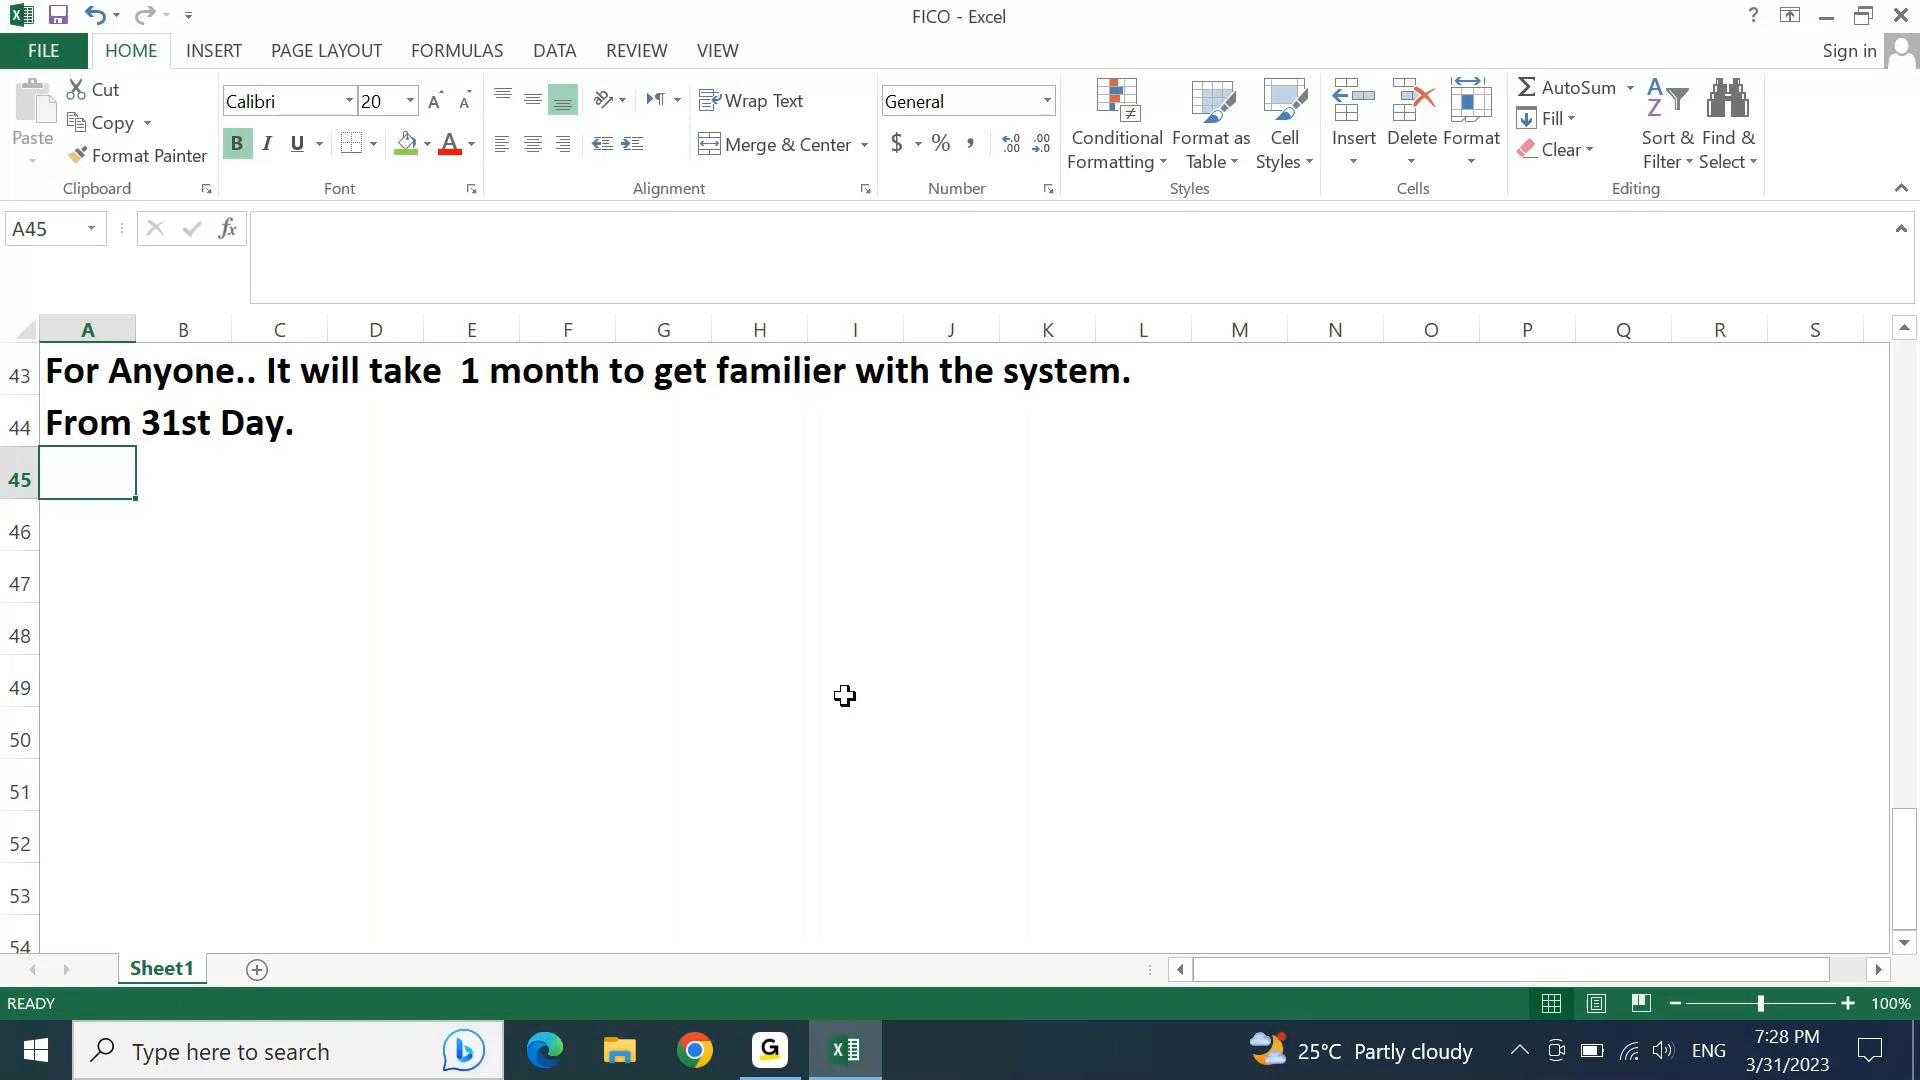 FICO - Excel
?
FILE HOME INSERT PAGE LAYOUT FORMULAS DATA REVIEW VIEW
Sign in
Paste
Cut
Copy
Format Painter
Clipboard
Calibri 20
B I U
Font
Wrap Text
Merge & Center
Alignment
General
$ % ,
Number
Conditional Formatting
Format as Table
Cell Styles
Styles
Insert Delete Format
Cells
AutoSum
Fill
Clear
Sort & Filter
Find & Select
Editing
A45 fx
A B C D E F G H I J K L M N O P Q R S
43 For Anyone.. It will take  1 month to get familier with the system.
44 From 31st Day.
45
46
47
48
49
50
51
52
53
54
Sheet1
READY
100%
Type here to search
25°C Partly cloudy
ENG
7:28 PM
3/31/2023